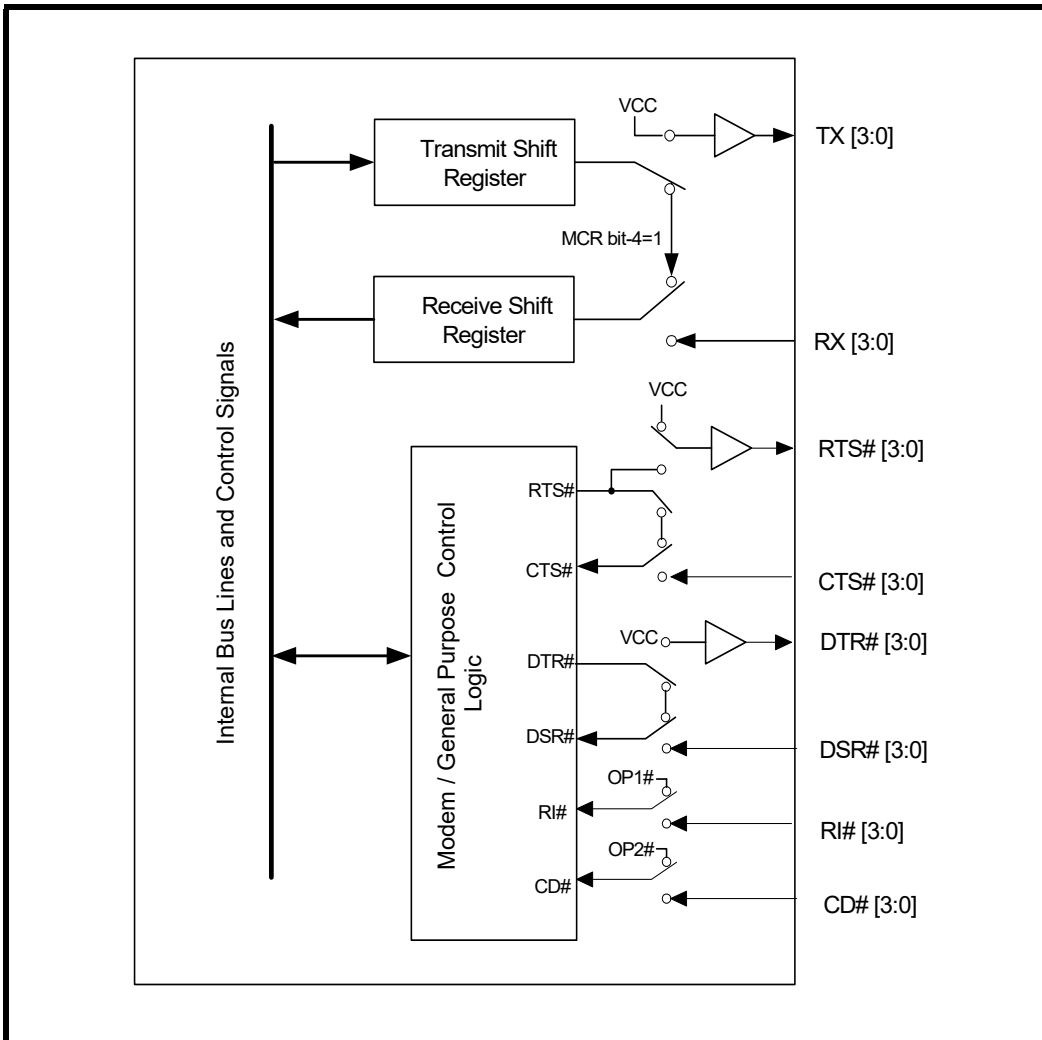 VCC
TX [3:0]
Transmit Shift
Register
MCR bit-4=1
Receive Shift
Register
RX [3:0]
Internal Bus Lines and Control Signals
VCC
RTS# [3:0]
Modem / General Purpose Control
Logic
RTS#
CTS#
CTS# [3:0]
VCC
DTR# [3:0]
DTR#
DSR#
DSR# [3:0]
OP1#
RI#
RI# [3:0]
OP2#
CD#
CD# [3:0]